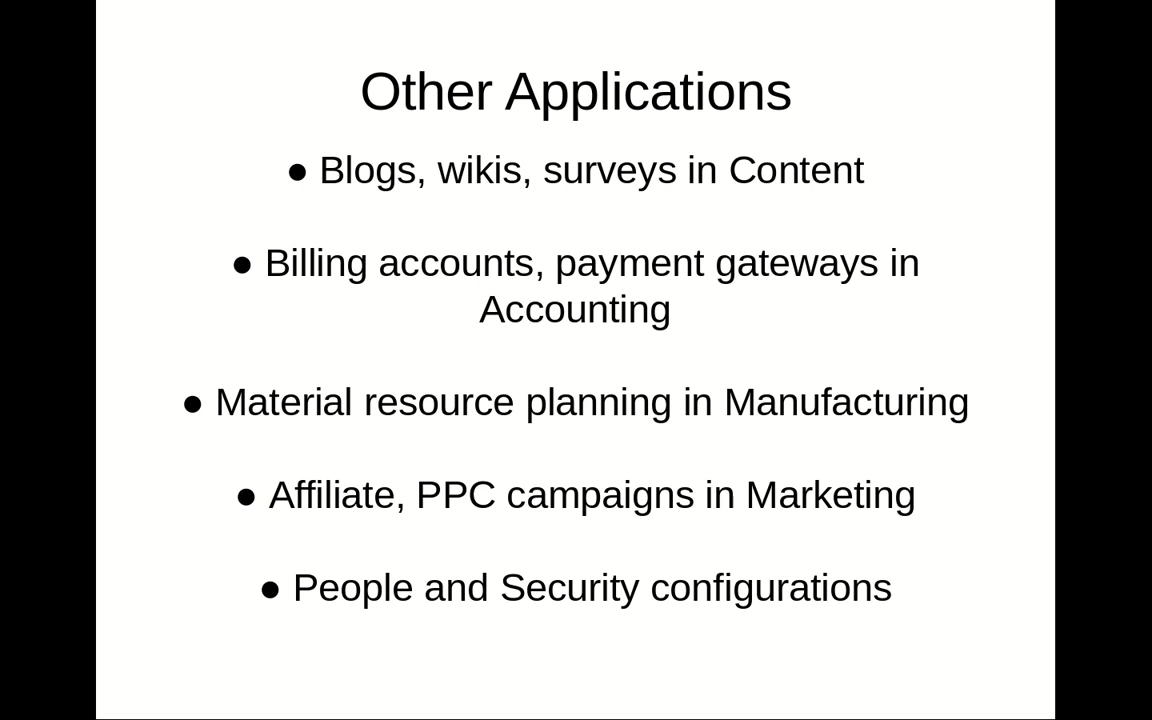 Other Applications
● Blogs, wikis, surveys in Content
● Billing accounts, payment gateways in
Accounting
● Material resource planning in Manufacturing
● Affiliate, PPC campaigns in Marketing
● People and Security configurations